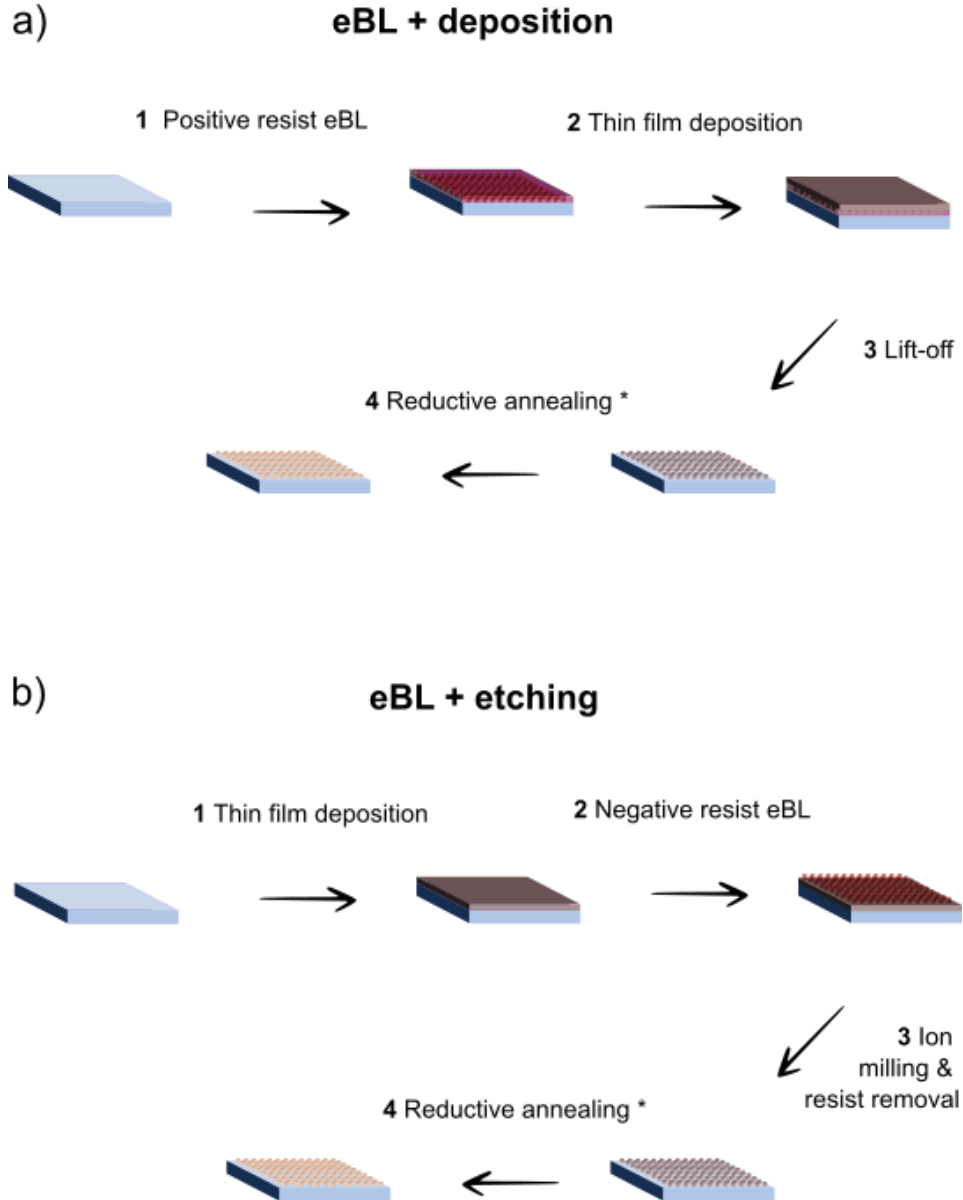 a)
eBL + deposition
1 Positive resist eBL
2 Thin film deposition
3 Lift-off
4 Reductive annealing *
b)
eBL + etching
1 Thin film deposition
2 Negative resist eBL
3 Ion
milling &
resist removal
4 Reductive annealing *